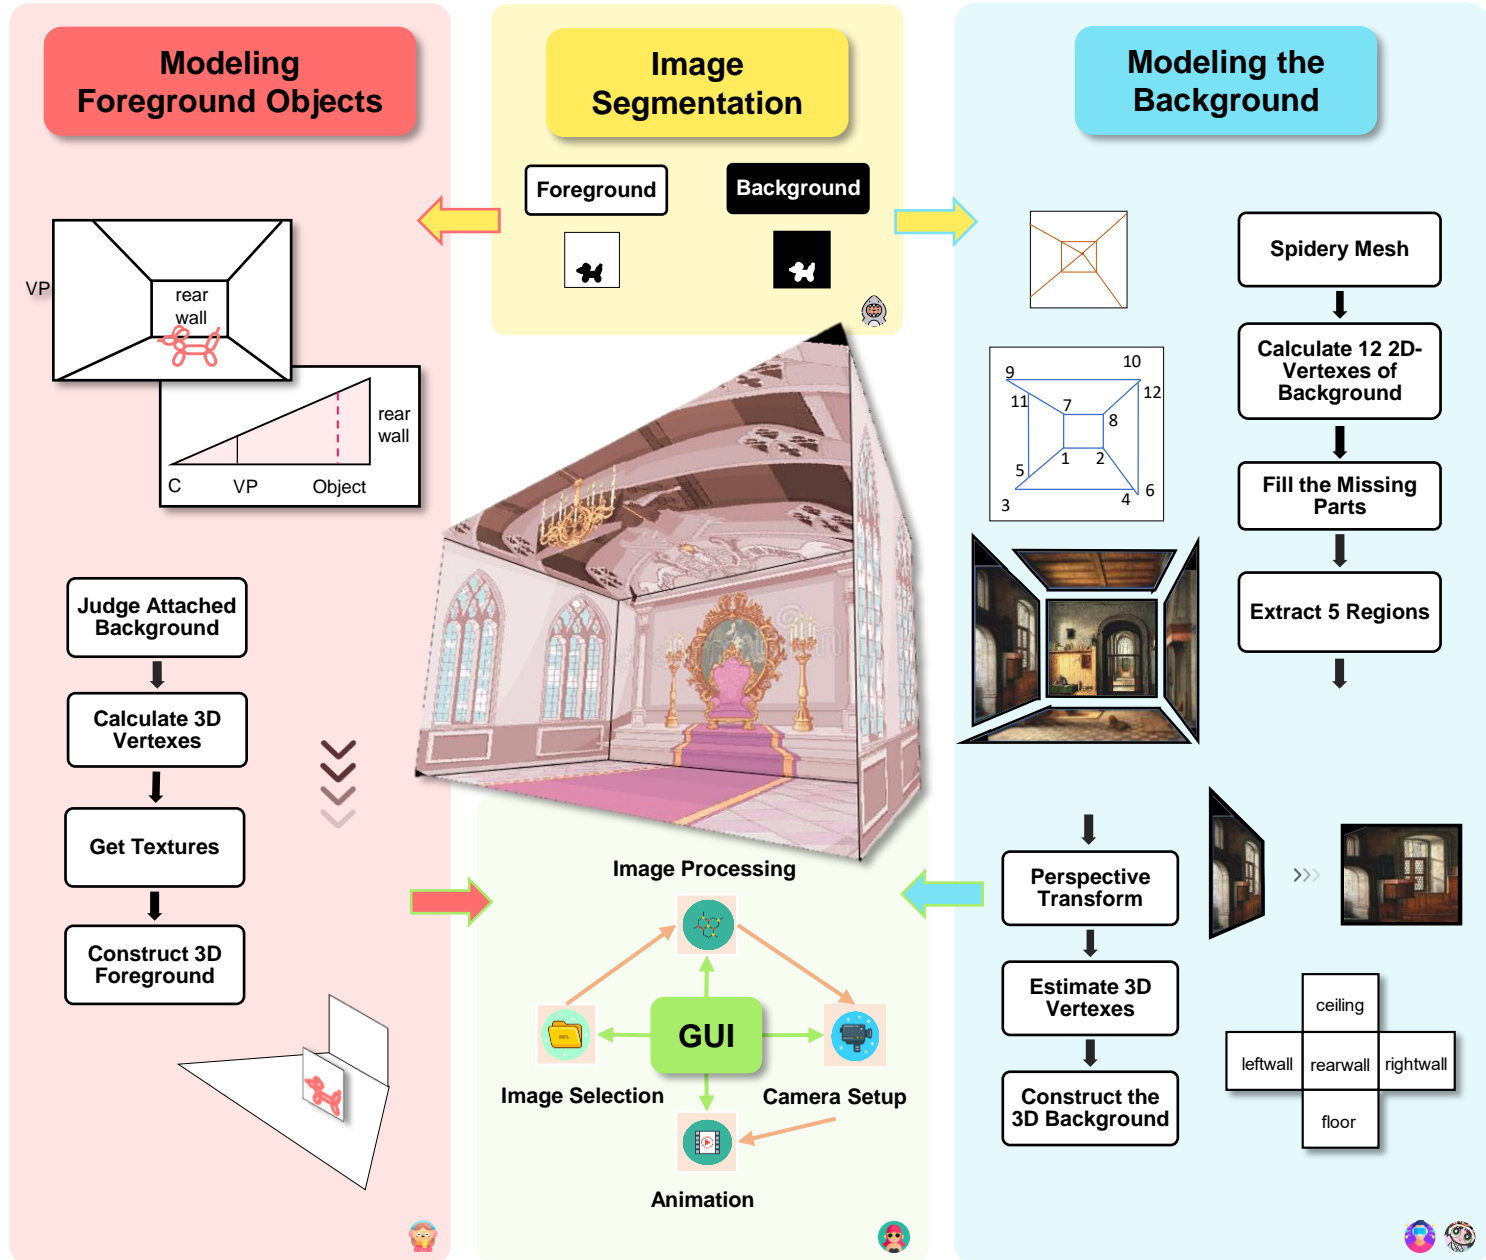 Modeling
Foreground Objects
VP
rear
wall
rear
wall
C
VP
Object
Judge Attached
Background
Calculate 3D
Vertexes
Get Textures
Construct 3D
Foreground
Image
Segmentation
Foreground
Background
Image Processing
GUI
Image Selection
Camera Setup
Animation
Modeling the
Background
Spidery Mesh
Calculate 12 2D-
Vertexes of
Background
Fill the Missing
Parts
Extract 5 Regions
9
10
11
12
7
8
1
2
5
3
4
6
Perspective
Transform
Estimate 3D
Vertexes
Construct the
3D Background
ceiling
leftwall
rearwall
rightwall
floor